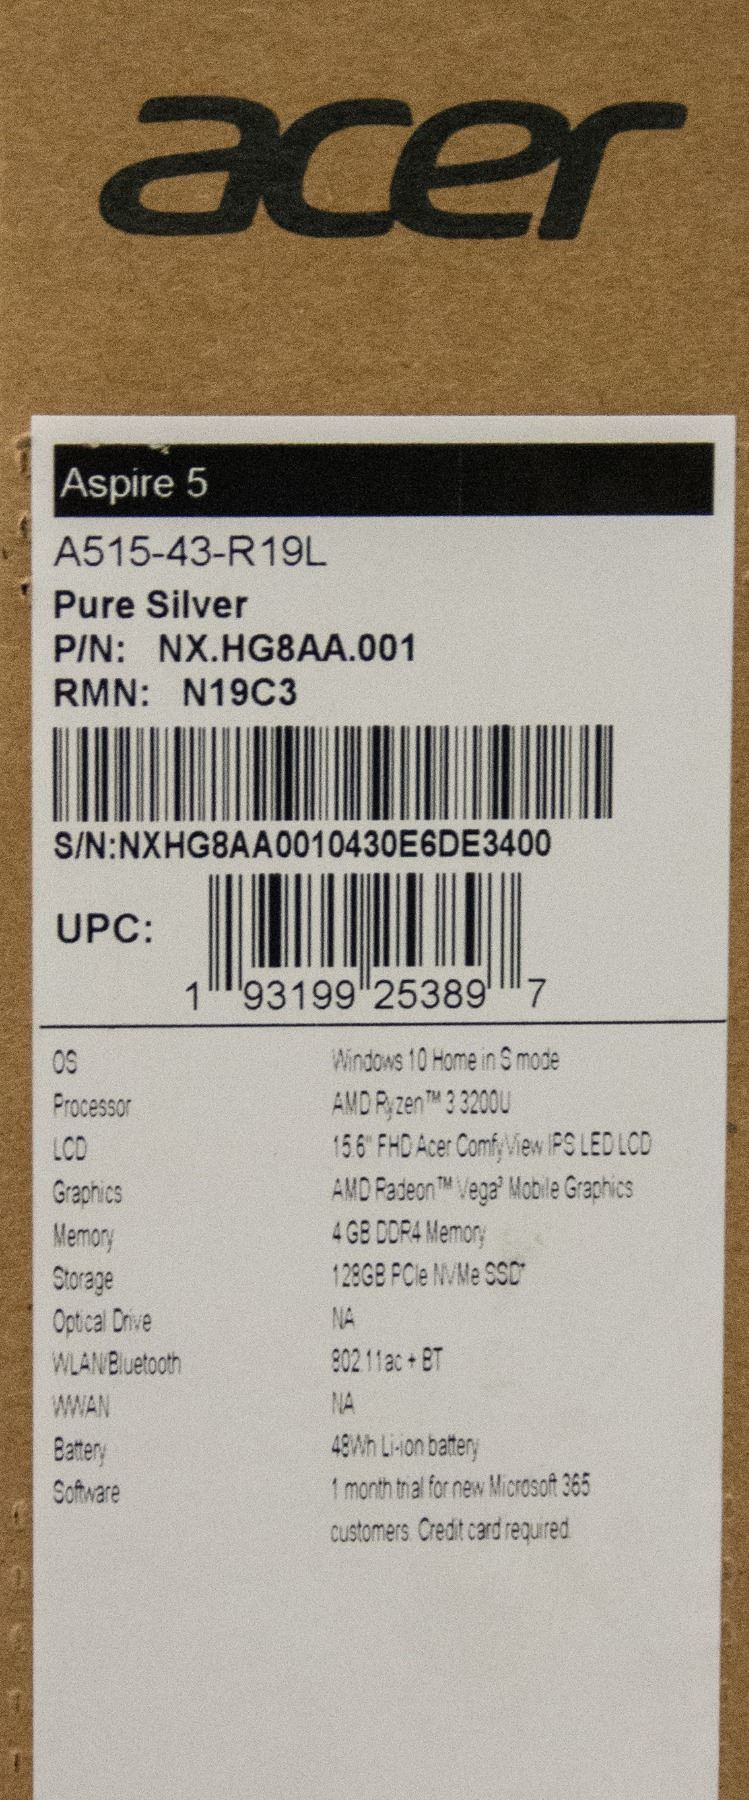 acer
Aspire 5
A515-43-R19L
Pure Silver
P/N: NX.HG8AA.001
RMN: N19C3
S/N:NXHG8AA0010430E6DE3400
UPC:
1 93199 25389 7
OS Windows 10 Home in S mode
Processor AMD Ryzen™ 3 3200U
LCD 15.6" FHD Acer ComfyView IPS LED LCD
Graphics AMD Radeon™ Vega³ Mobile Graphics
Memory 4 GB DDR4 Memory
Storage 128GB PCIe NVMe SSD*
Optical Drive NA
WLAN/Bluetooth 802.11ac + BT
WWAN NA
Battery 48Wh Li-ion battery
Software 1 month trial for new Microsoft 365
customers. Credit card required.